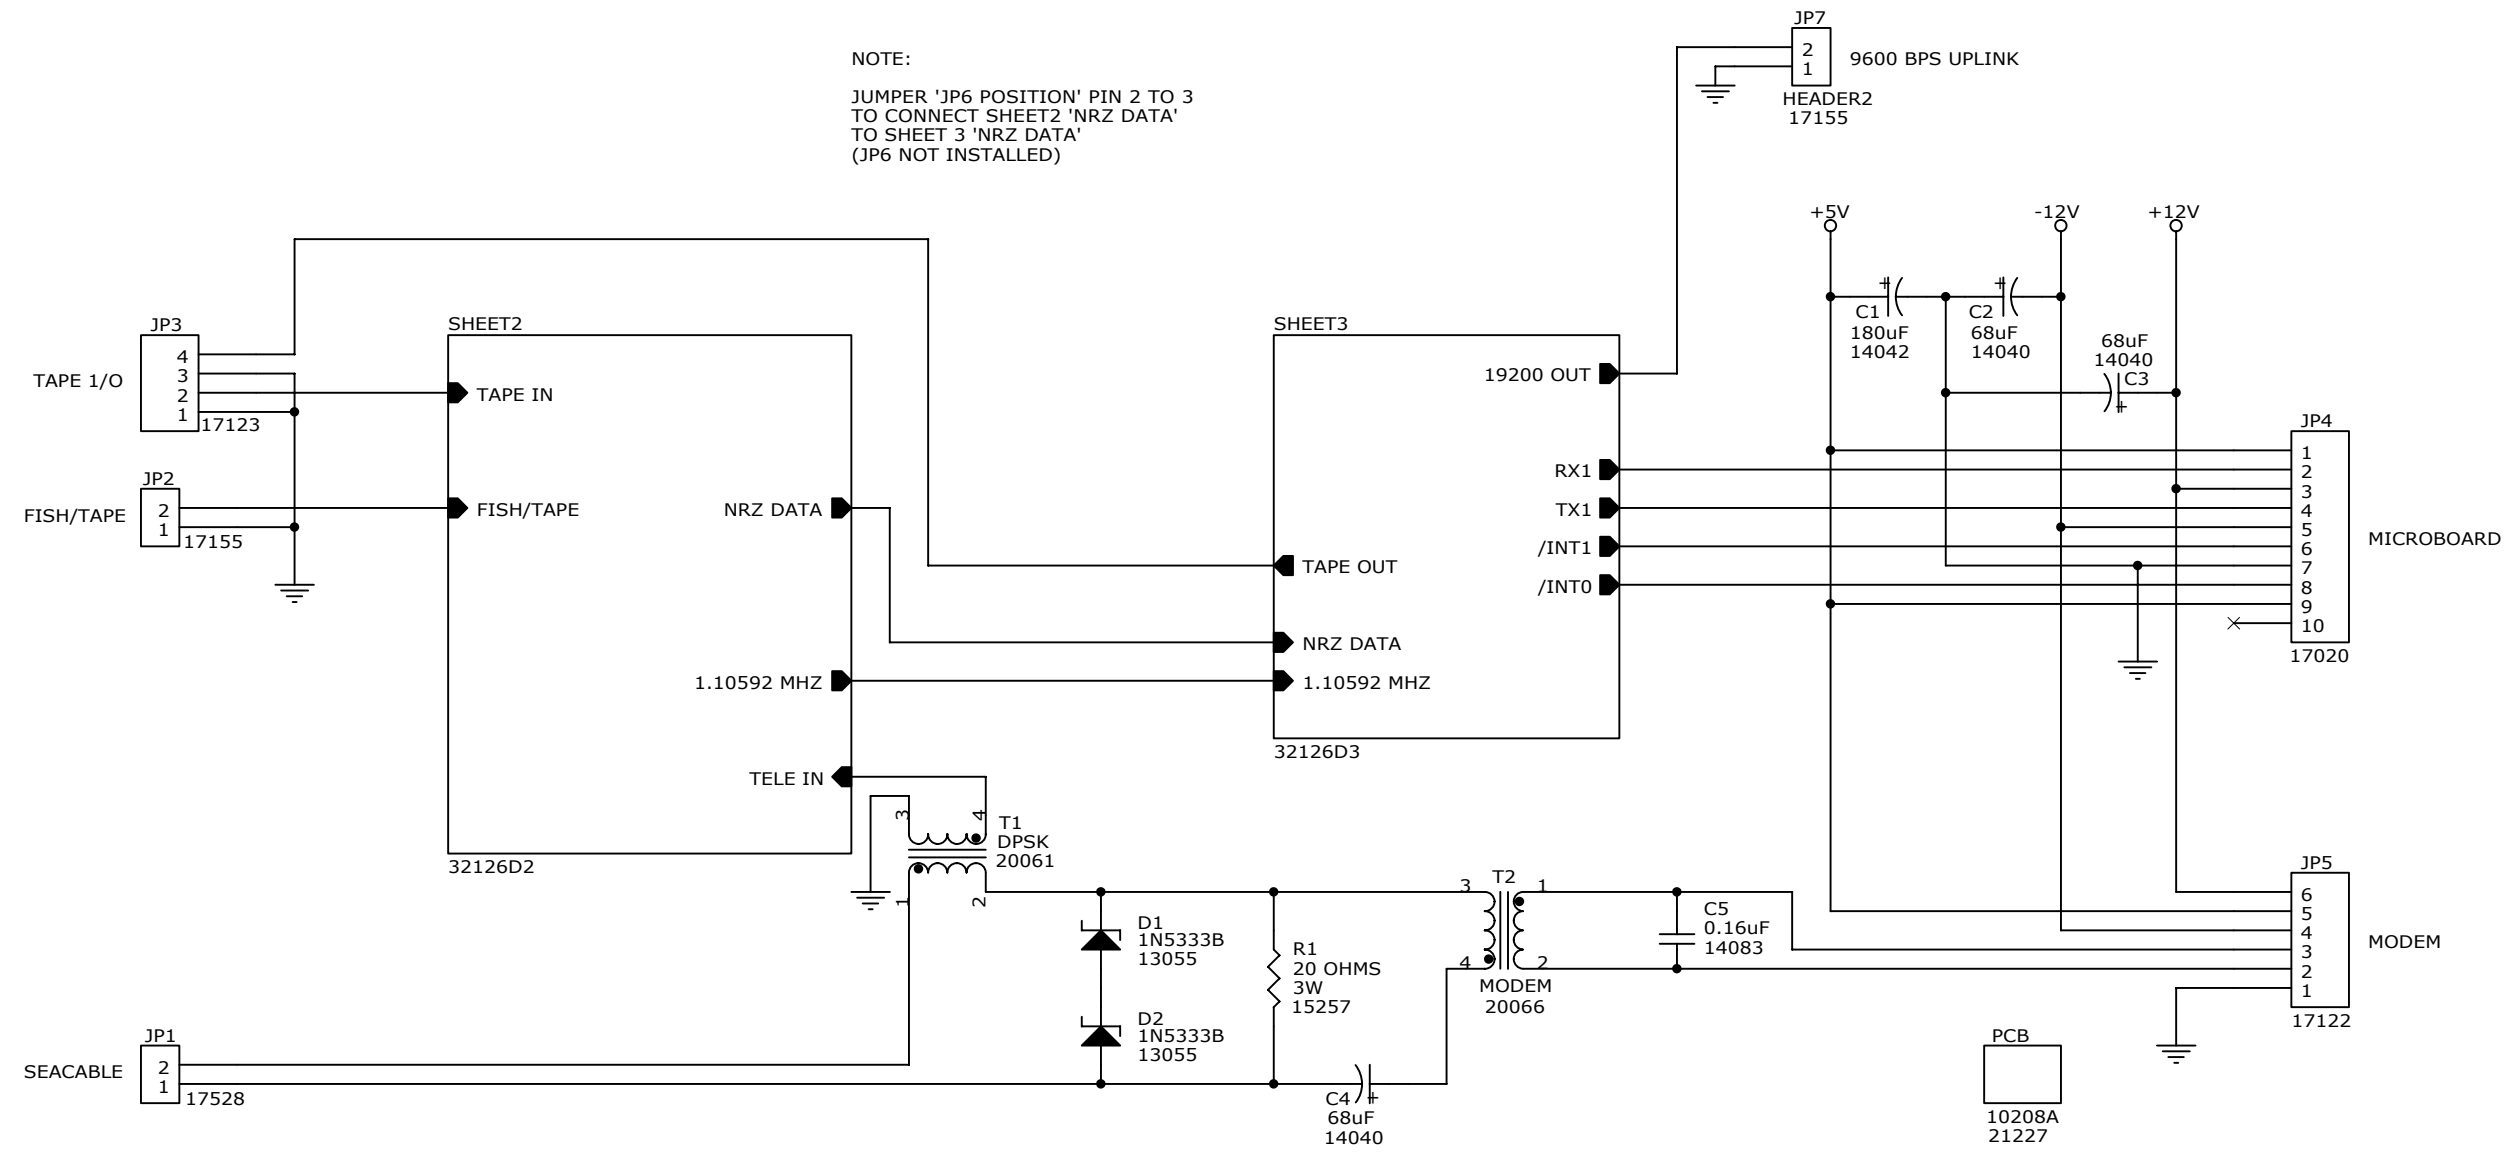 JP7
2
1
9600 BPS UPLINK
HEADER2
17155
NOTE:
JUMPER 'JP6 POSITION' PIN 2 TO 3
TO CONNECT SHEET2 'NRZ DATA'
TO SHEET 3 'NRZ DATA'
(JP6 NOT INSTALLED)
+5V
-12V
+12V
+
C1
180uF
14042
+
C2
68uF
14040
68uF
14040
C3
+
JP3
TAPE 1/O
4
3
2
1
17123
JP2
FISH/TAPE
2
1
17155
SHEET2
TAPE IN
FISH/TAPE
NRZ DATA
1.10592 MHZ
TELE IN
32126D2
SHEET3
19200 OUT
RX1
TX1
/INT1
/INT0
TAPE OUT
NRZ DATA
1.10592 MHZ
32126D3
JP4
1
2
3
4
5
6
7
8
9
10
MICROBOARD
17020
3
4
T1
DPSK
20061
1
2
D1
1N5333B
13055
D2
1N5333B
13055
R1
20 OHMS
3W
15257
C4
+
68uF
14040
T2
3
1
4
2
MODEM
20066
C5
0.16uF
14083
JP5
6
5
4
3
2
1
MODEM
17122
JP1
SEACABLE
2
1
17528
PCB
10208A
21227